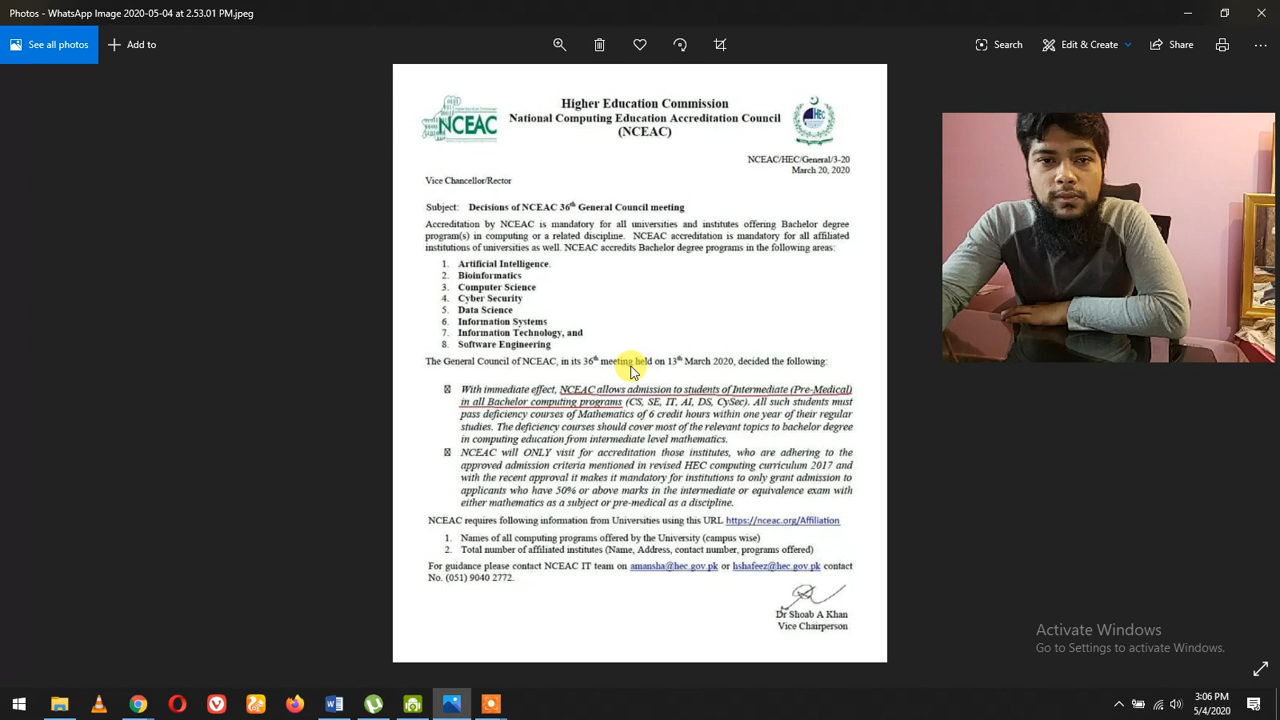 Photos - WhatsApp Image 2020-05-04 at 2.53.01 PM.jpeg
See all photos
Add to
Search
Edit & Create
Share
NCEAC
Higher Education Commission
National Computing Education Accreditation Council
(NCEAC)
HEC
NCEAC/HEC/General/3-20
March 20, 2020
Vice Chancellor/Rector
Subject: Decisions of NCEAC 36th General Council meeting
Accreditation by NCEAC is mandatory for all universities and institutes offering Bachelor degree
program(s) in computing or a related discipline. NCEAC accreditation is mandatory for all affiliated
institutions of universities as well. NCEAC accredits Bachelor degree programs in the following areas:
1. Artificial Intelligence.
2. Bioinformatics
3. Computer Science
4. Cyber Security
5. Data Science
6. Information Systems
7. Information Technology, and
8. Software Engineering
The General Council of NCEAC, in its 36th meeting held on 13th March 2020, decided the following:
With immediate effect, NCEAC allows admission to students of Intermediate (Pre-Medical)
in all Bachelor computing programs (CS, SE, IT, AI, DS, CySec). All such students must
pass deficiency courses of Mathematics of 6 credit hours within one year of their regular
studies. The deficiency courses should cover most of the relevant topics to bachelor degree
in computing education from intermediate level mathematics.
NCEAC will ONLY visit for accreditation those institutes, who are adhering to the
approved admission criteria mentioned in revised HEC computing curriculum 2017 and
with the recent approval it makes it mandatory for institutions to only grant admission to
applicants who have 50% or above marks in the intermediate or equivalence exam with
either mathematics as a subject or pre-medical as a discipline.
NCEAC requires following information from Universities using this URL https://nceac.org/Affiliation
1. Names of all computing programs offered by the University (campus wise)
2. Total number of affiliated institutes (Name, Address, contact number, programs offered)
For guidance please contact NCEAC IT team on amansha@hec.gov.pk or hshafeez@hec.gov.pk contact
No. (051) 9040 2772.
Dr Shoab A Khan
Vice Chairperson
Activate Windows
Go to Settings to activate Windows.
3:06 PM
5/4/2020